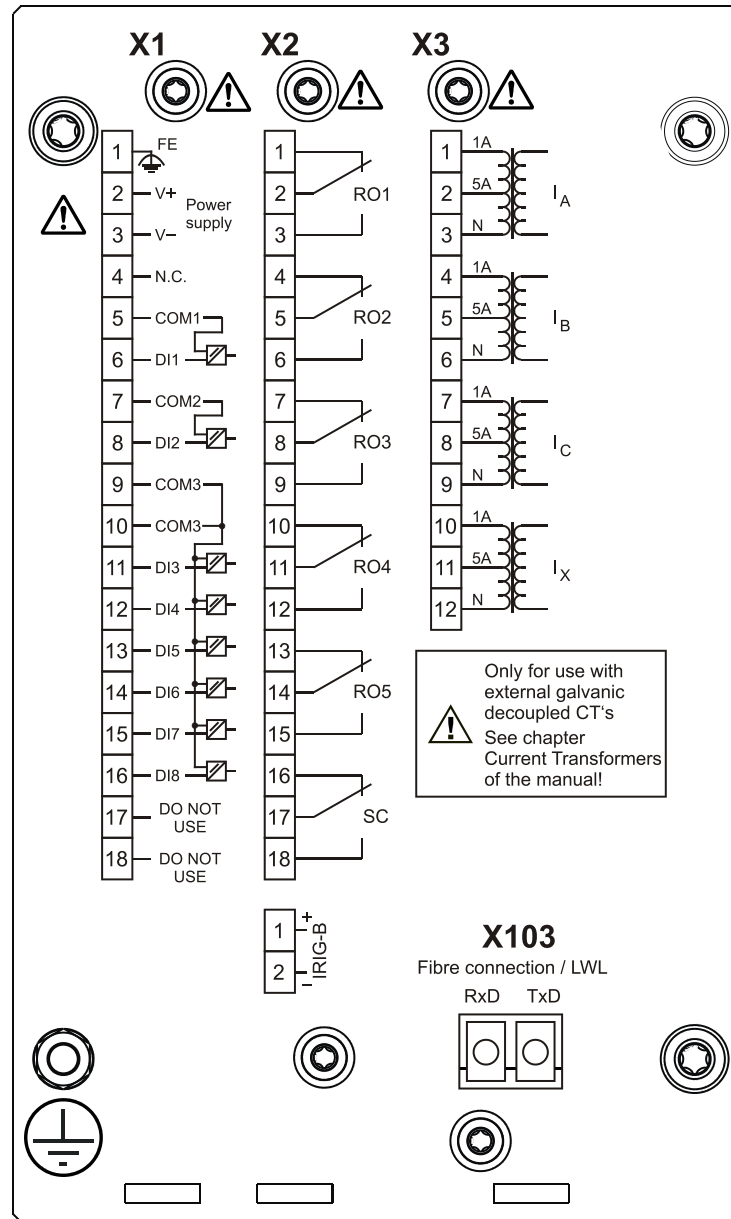 X1 X2 X3
1 FE
2 V+
Power
supply
3 V–
4 N.C.
5 COM1
6 DI1
7 COM2
8 DI2
9 COM3
10 COM3
11 DI3
12 DI4
13 DI5
14 DI6
15 DI7
16 DI8
17 DO NOT
USE
18 DO NOT
USE
1
2 RO1
3
4
5 RO2
6
7
8 RO3
9
10
11 RO4
12
13
14 RO5
15
16
17 SC
18
1 +
IRIG-B
2 –
1 1A
2 5A IA
3 N
4 1A
5 5A IB
6 N
7 1A
8 5A IC
9 N
10 1A
11 5A IX
12 N
Only for use with
external galvanic
decoupled CT‘s
See chapter
Current Transformers
of the manual!
X103
Fibre connection / LWL
RxD TxD